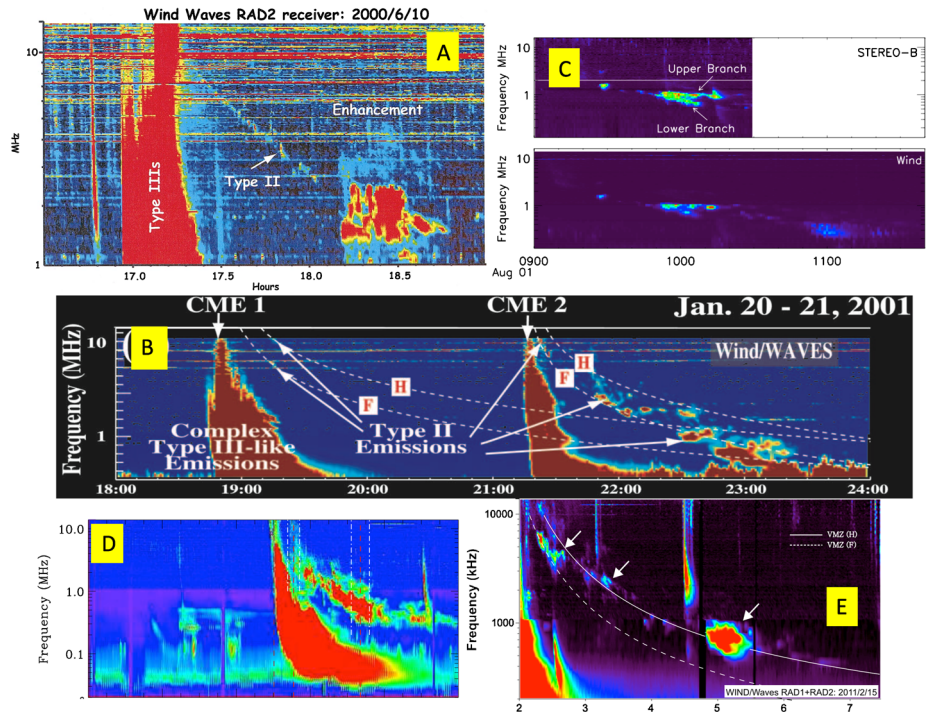 Wind Waves RAD2 receiver: 2000/6/10
A
10
MHz
1
Type IIIs
Type II
Enhancement
17.0
17.5
18.0
18.5
Hours
C
STEREO-B
Frequency MHz
10
1
Upper Branch
Lower Branch
Wind
Frequency MHz
10
1
0900
1000
1100
Aug 01
CME 1
CME 2
Jan. 20 - 21, 2001
B
Frequency (MHz)
10
1
Wind/WAVES
H
F
F
H
Complex
Type III-like
Emissions
Type II
Emissions
18:00
19:00
20:00
21:00
22:00
23:00
24:00
D
Frequency (MHz)
10.0
1.0
0.1
E
Frequency (kHz)
10000
1000
VMZ (H)
VMZ (F)
WIND/Waves RAD1+RAD2: 2011/2/15
2
3
4
5
6
7